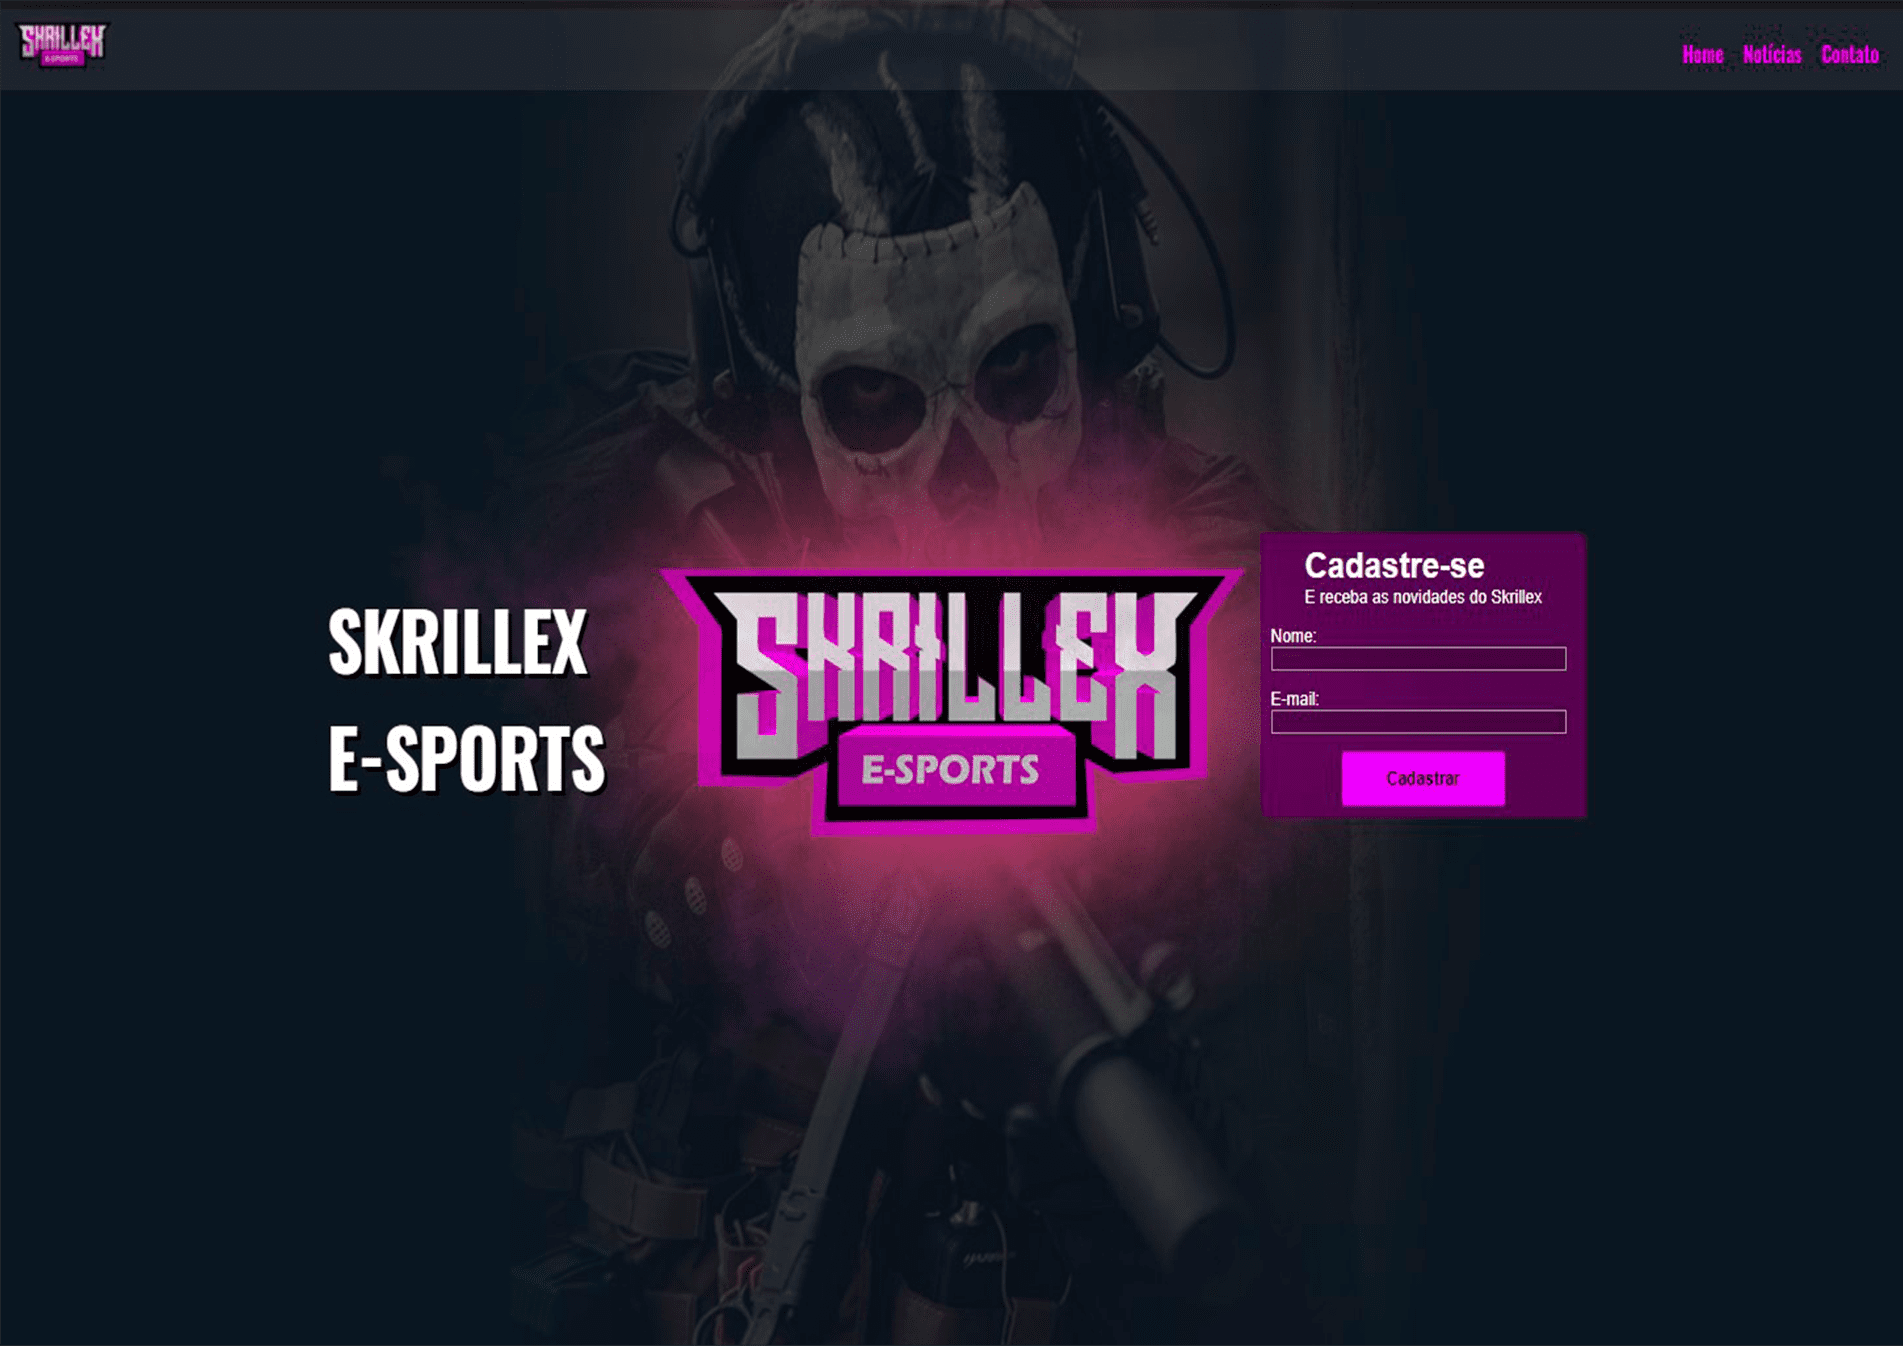 SKRILLEX
E-SPORTS
Home Notícias Contato
SKRILLEX
E-SPORTS
SKRILLEX
E-SPORTS
Cadastre-se
E receba as novidades do Skrillex
Nome:
E-mail:
Cadastrar